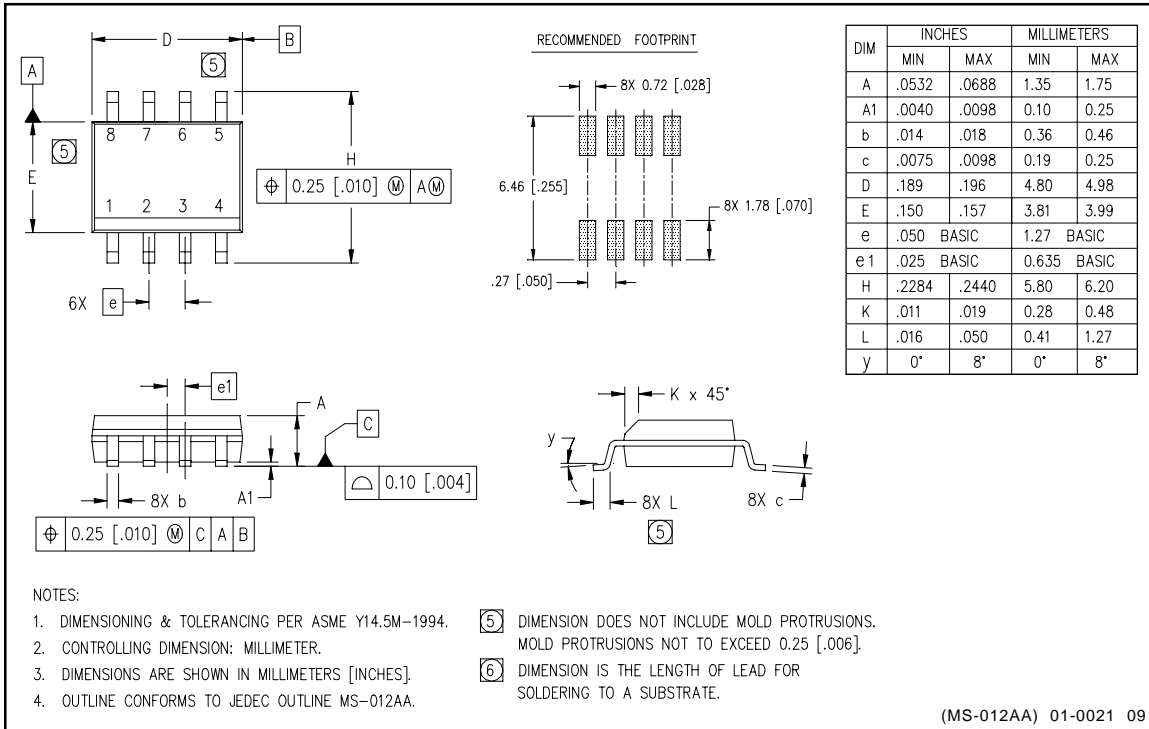 D
B
5
A
8 7 6 5
5
E
H
⌖ 0.25 [.010] Ⓜ AⓂ
1 2 3 4
6X e
RECOMMENDED FOOTPRINT
8X 0.72 [.028]
6.46 [.255]
8X 1.78 [.070]
.27 [.050]
DIM INCHES MILLIMETERS
MIN MAX MIN MAX
A .0532 .0688 1.35 1.75
A1 .0040 .0098 0.10 0.25
b .014 .018 0.36 0.46
c .0075 .0098 0.19 0.25
D .189 .196 4.80 4.98
E .150 .157 3.81 3.99
e .050 BASIC 1.27 BASIC
e1 .025 BASIC 0.635 BASIC
H .2284 .2440 5.80 6.20
K .011 .019 0.28 0.48
L .016 .050 0.41 1.27
y 0° 8° 0° 8°
e1
A
C
8X b
A1
⌓ 0.10 [.004]
⌖ 0.25 [.010] Ⓜ C A B
K x 45°
y
8X L
8X c
5
NOTES:
1. DIMENSIONING & TOLERANCING PER ASME Y14.5M-1994.
2. CONTROLLING DIMENSION: MILLIMETER.
3. DIMENSIONS ARE SHOWN IN MILLIMETERS [INCHES].
4. OUTLINE CONFORMS TO JEDEC OUTLINE MS-012AA.
5 DIMENSION DOES NOT INCLUDE MOLD PROTRUSIONS.
MOLD PROTRUSIONS NOT TO EXCEED 0.25 [.006].
6 DIMENSION IS THE LENGTH OF LEAD FOR
SOLDERING TO A SUBSTRATE.
(MS-012AA) 01-0021 09